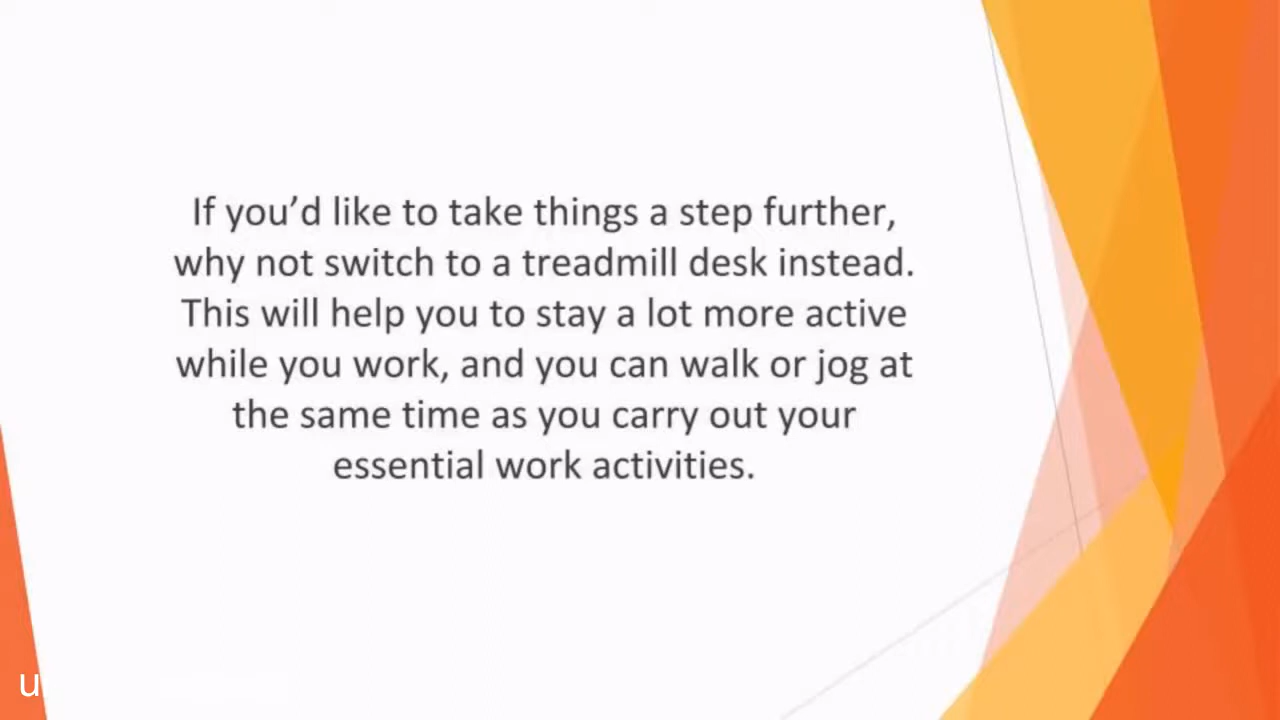 If you’d like to take things a step further,
why not switch to a treadmill desk instead.
This will help you to stay a lot more active
while you work, and you can walk or jog at
the same time as you carry out your
essential work activities.
u